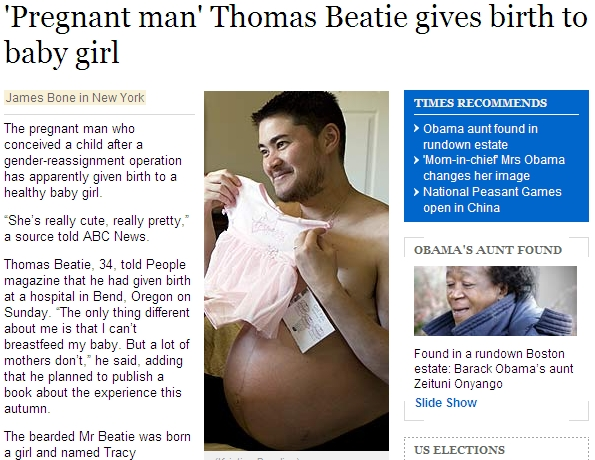 'Pregnant man' Thomas Beatie gives birth to
baby girl
James Bone in New York
The pregnant man who
conceived a child after a
gender-reassignment operation
has apparently given birth to a
healthy baby girl.
“She’s really cute, really pretty,”
a source told ABC News.
Thomas Beatie, 34, told People
magazine that he had given birth
at a hospital in Bend, Oregon on
Sunday. “The only thing different
about me is that I can’t
breastfeed my baby. But a lot of
mothers don’t,” he said, adding
that he planned to publish a
book about the experience this
autumn.
The bearded Mr Beatie was born
a girl and named Tracy
TIMES RECOMMENDS
Obama aunt found in
rundown estate
'Mom-in-chief' Mrs Obama
changes her image
National Peasant Games
open in China
OBAMA'S AUNT FOUND
Found in a rundown Boston
estate: Barack Obama’s aunt
Zeituni Onyango
Slide Show
US ELECTIONS